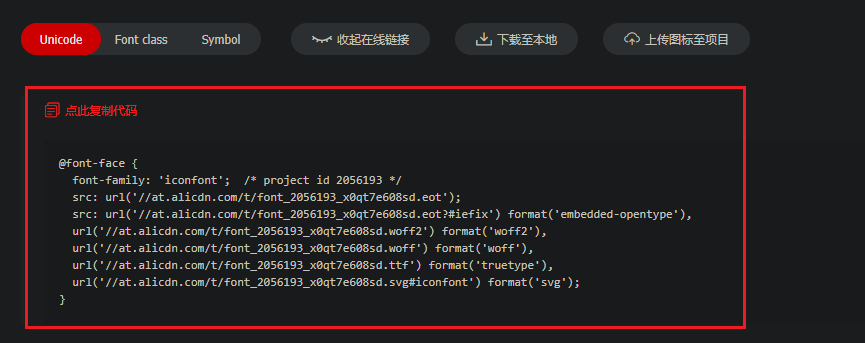 Unicode Font class Symbol 收起在线链接 下载至本地 上传图标至项目
点此复制代码
@font-face {
  font-family: 'iconfont';  /* project id 2056193 */
  src: url('//at.alicdn.com/t/font_2056193_x0qt7e608sd.eot');
  src: url('//at.alicdn.com/t/font_2056193_x0qt7e608sd.eot?#iefix') format('embedded-opentype'),
  url('//at.alicdn.com/t/font_2056193_x0qt7e608sd.woff2') format('woff2'),
  url('//at.alicdn.com/t/font_2056193_x0qt7e608sd.woff') format('woff'),
  url('//at.alicdn.com/t/font_2056193_x0qt7e608sd.ttf') format('truetype'),
  url('//at.alicdn.com/t/font_2056193_x0qt7e608sd.svg#iconfont') format('svg');
}